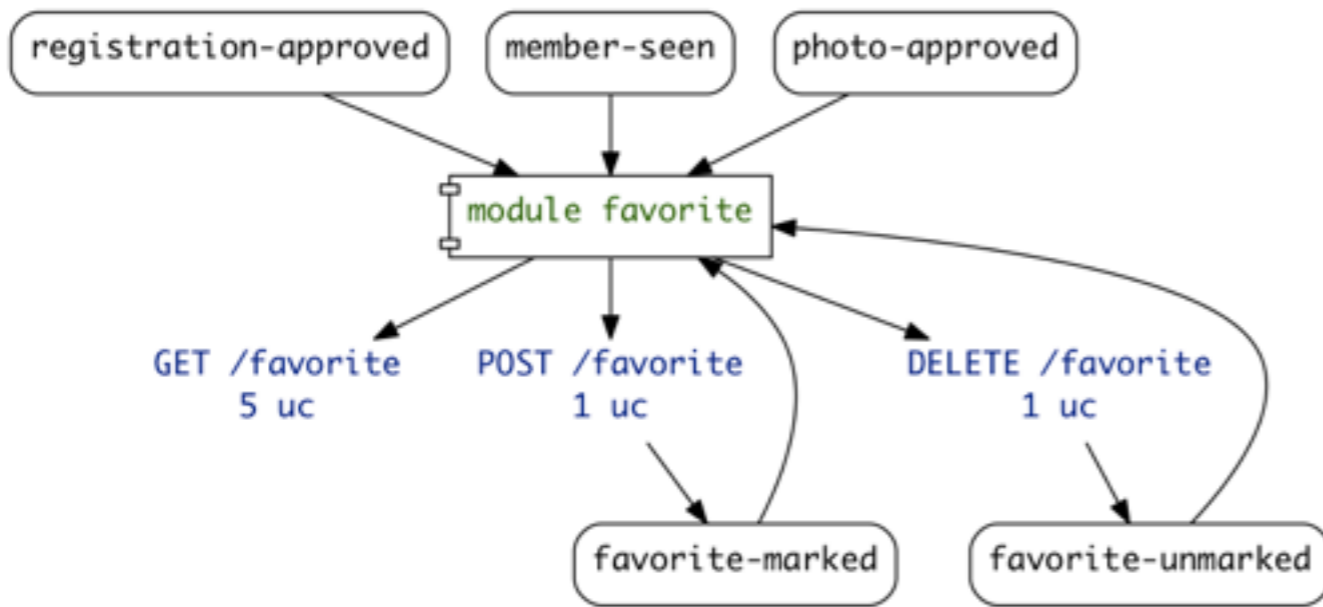 registration-approved
member-seen
photo-approved
module favorite
GET /favorite
5 uc
POST /favorite
1 uc
DELETE /favorite
1 uc
favorite-marked
favorite-unmarked